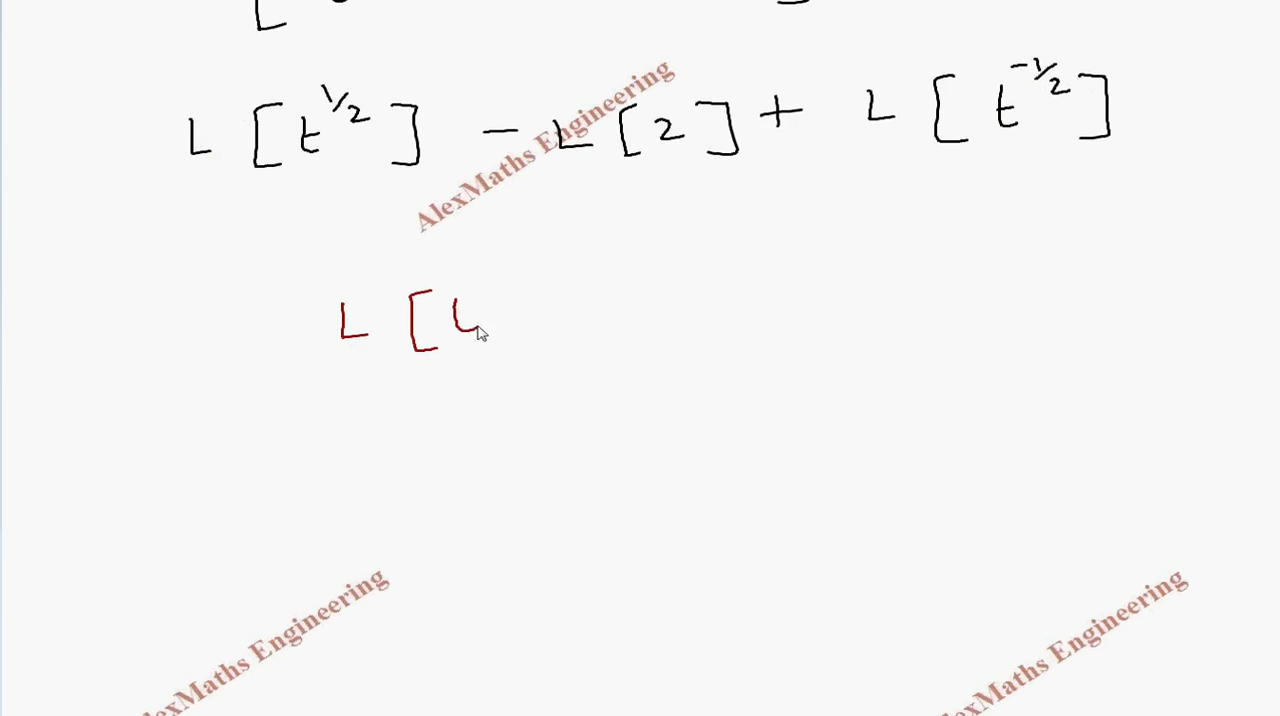 L [t^1/2] - L [2] + L [t^-1/2]
AlexMaths Engineering
L [
AlexMaths Engineering
AlexMaths Engineering